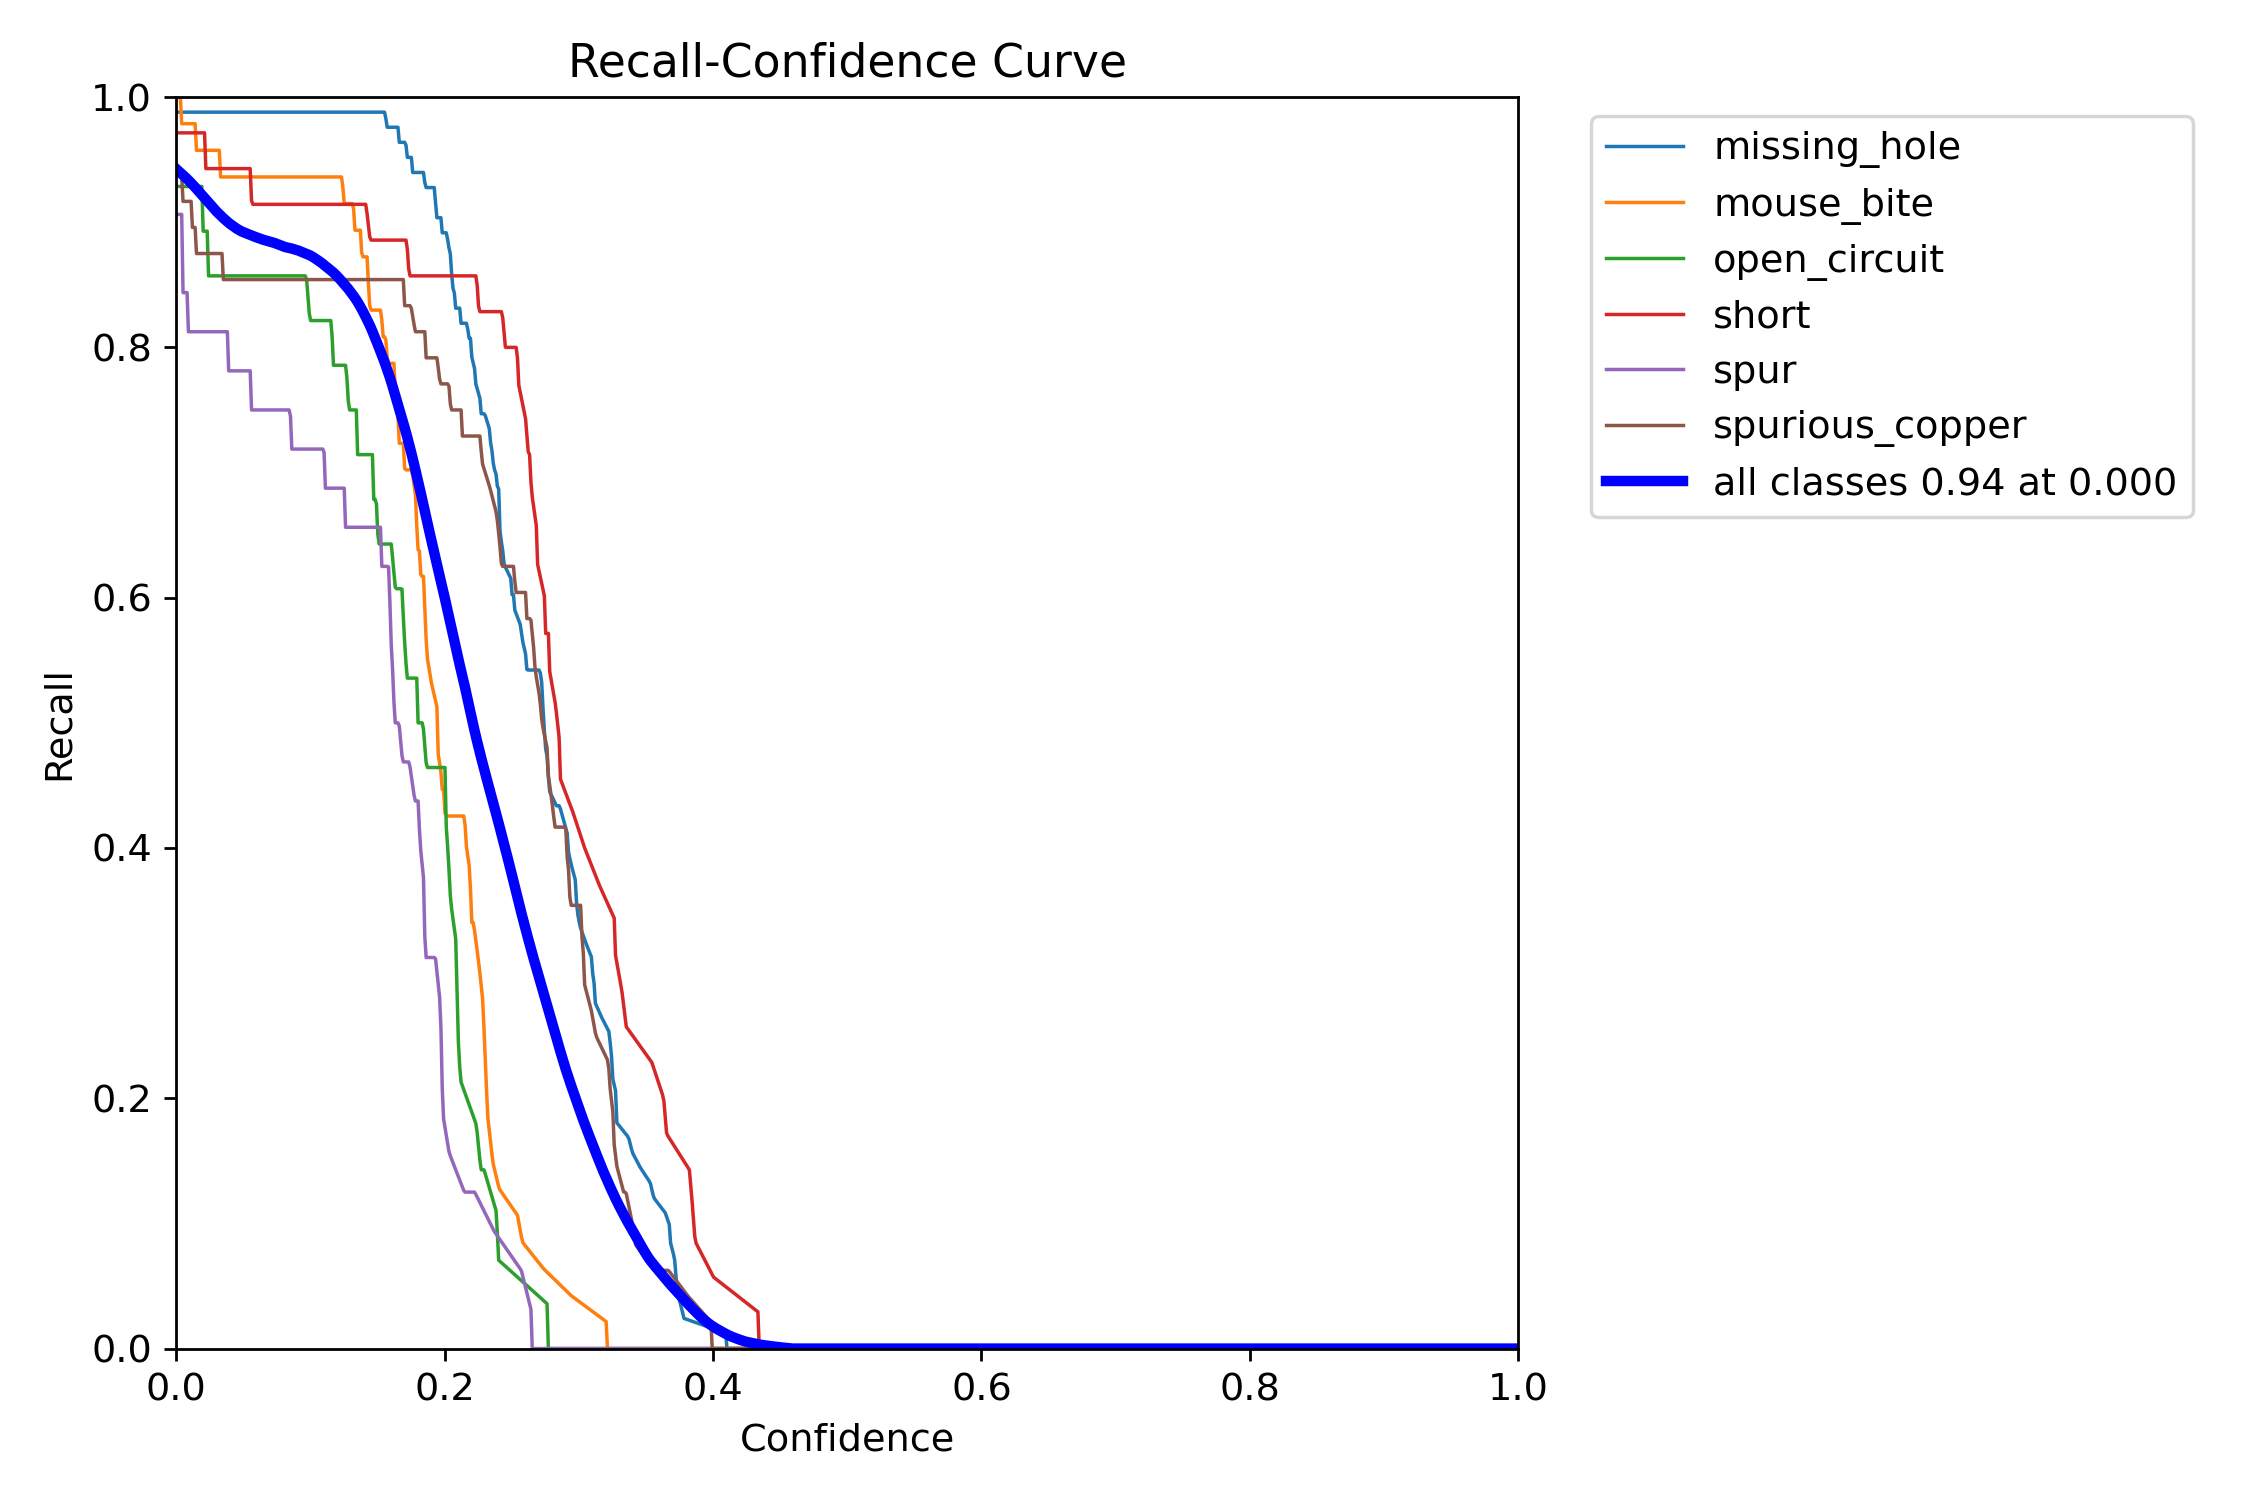 Recall-Confidence Curve
1.0
0.8
0.6
0.4
0.2
0.0
Recall
0.0 0.2 0.4 0.6 0.8 1.0
Confidence
missing_hole
mouse_bite
open_circuit
short
spur
spurious_copper
all classes 0.94 at 0.000